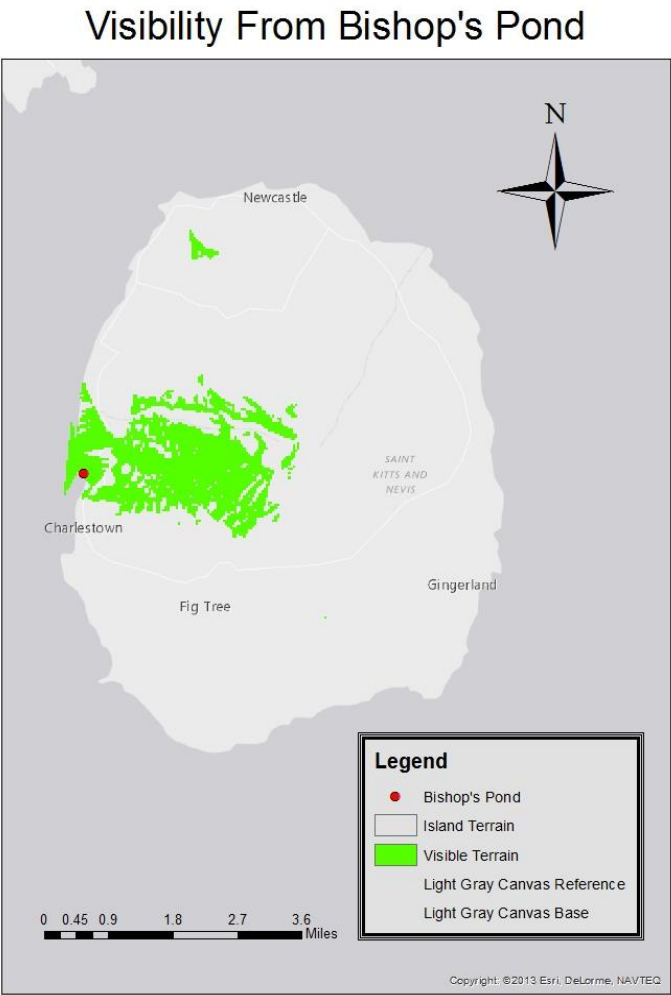 Visibility From Bishop's Pond
N
Newcastle
SAINT
KITTS AND
NEVIS
Charlestown
Gingerland
Fig Tree
Legend
Bishop's Pond
Island Terrain
Visible Terrain
Light Gray Canvas Reference
Light Gray Canvas Base
0 0.45 0.9 1.8 2.7 3.6
Miles
Copyright: ©2013 Esri, DeLorme, NAVTEQ